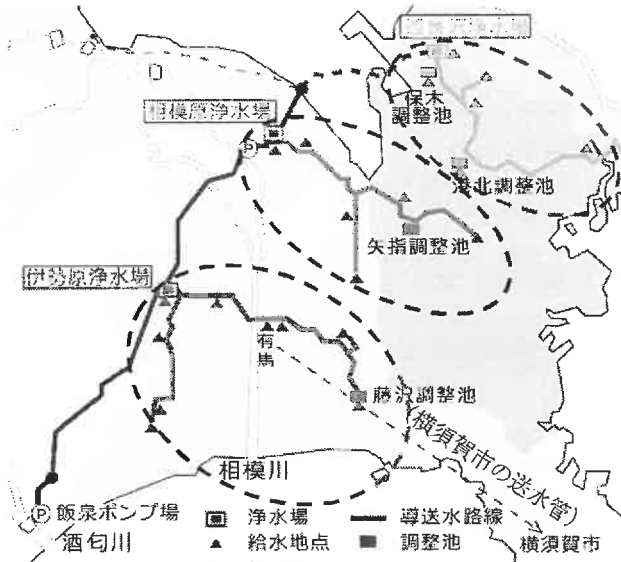 相模原浄水場
保木
調整池
港北調整池
P
矢指調整池
伊勢原浄水場
有馬
藤沢調整池
(横須賀市の送水管)
相模川
P 飯泉ポンプ場
浄水場
導送水路線
酒匂川
給水地点
調整池
横須賀市